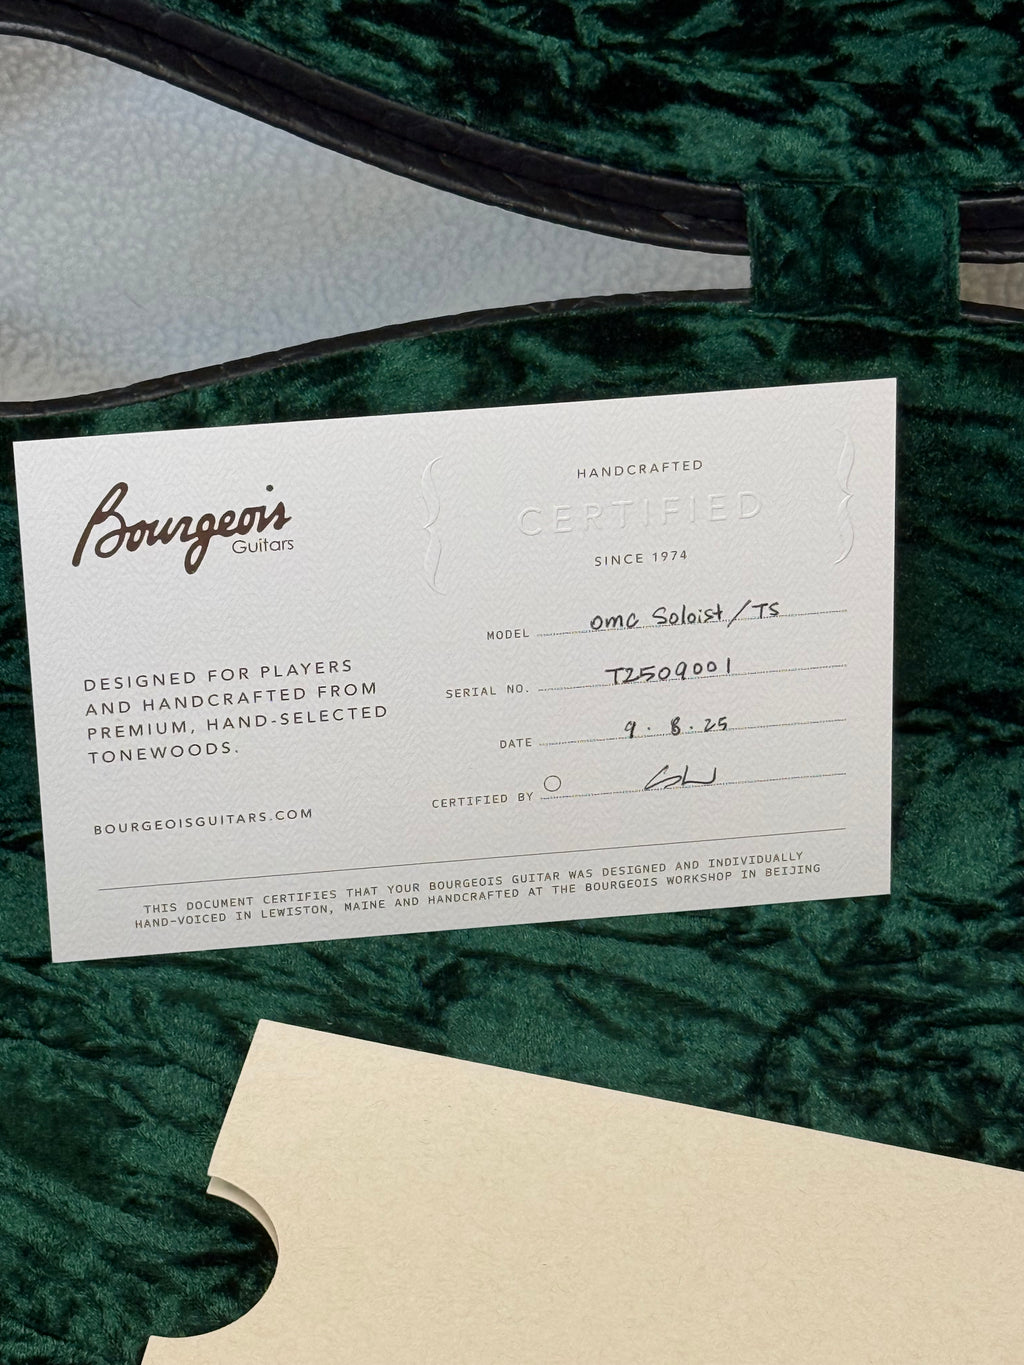 Bourgeois
Guitars
DESIGNED FOR PLAYERS
AND HANDCRAFTED FROM
PREMIUM, HAND-SELECTED
TONEWOODS.
BOURGEOISGUITARS.COM
HANDCRAFTED
CERTIFIED
SINCE 1974
MODEL omc Soloist/TS
SERIAL NO. T2509001
DATE 9.8.25
CERTIFIED BY
THIS DOCUMENT CERTIFIES THAT YOUR BOURGEOIS GUITAR WAS DESIGNED AND INDIVIDUALLY
HAND-VOICED IN LEWISTON, MAINE AND HANDCRAFTED AT THE BOURGEOIS WORKSHOP IN BEIJING